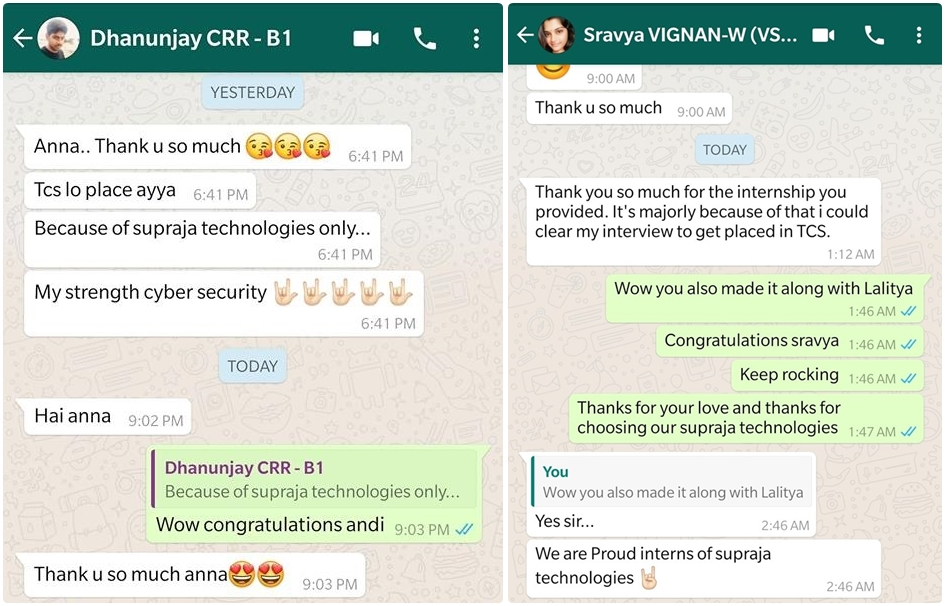 Dhanunjay CRR - B1
YESTERDAY
Anna.. Thank u so much 😘😘😘 6:41 PM
Tcs lo place ayya 6:41 PM
Because of supraja technologies only...
6:41 PM
My strength cyber security 🤟🏻🤟🏻🤟🏻🤟🏻🤟🏻
6:41 PM
TODAY
Hai anna 9:02 PM
Dhanunjay CRR - B1
Because of supraja technologies only...
Wow congratulations andi 9:03 PM
Thank u so much anna😍😍 9:03 PM
Sravya VIGNAN-W (VS...
9:00 AM
Thank u so much 9:00 AM
TODAY
Thank you so much for the internship you
provided. It's majorly because of that i could
clear my interview to get placed in TCS.
1:12 AM
Wow you also made it along with Lalitya
1:46 AM
Congratulations sravya 1:46 AM
Keep rocking 1:46 AM
Thanks for your love and thanks for
choosing our supraja technologies 1:47 AM
You
Wow you also made it along with Lalitya
Yes sir... 2:46 AM
We are Proud interns of supraja
technologies 🤘🏻 2:46 AM